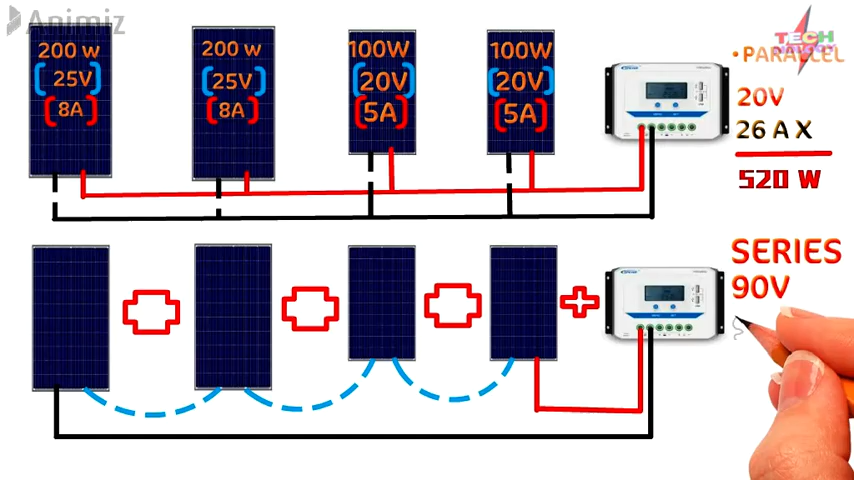 Animiz
200 w
(25V)
(8A)
200 w
(25V)
(8A)
100W
(20V)
(5A)
100W
(20V)
(5A)
TECH
• PARALLEL
20V
26 A X
520 W
SERIES
90V